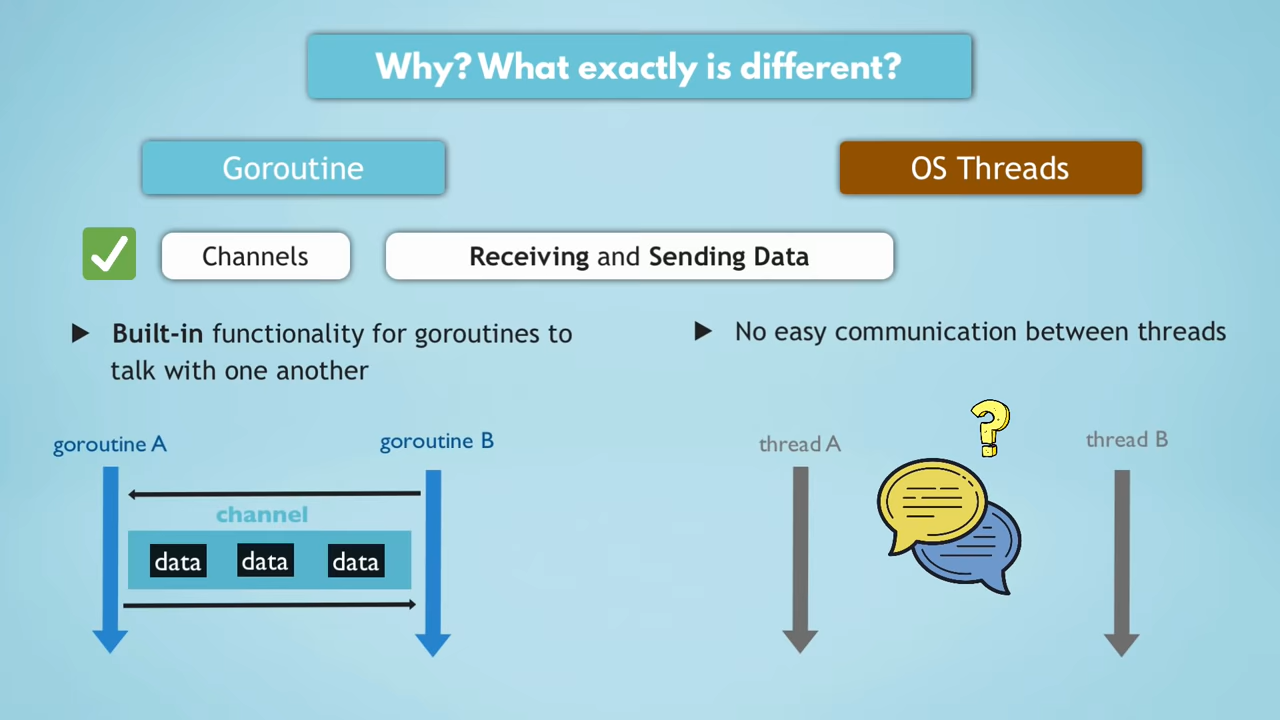 Why? What exactly is different?
Goroutine
OS Threads
Channels
Receiving and Sending Data
▶ Built-in functionality for goroutines to
talk with one another
▶ No easy communication between threads
goroutine A
goroutine B
channel
data data data
thread A
thread B
?